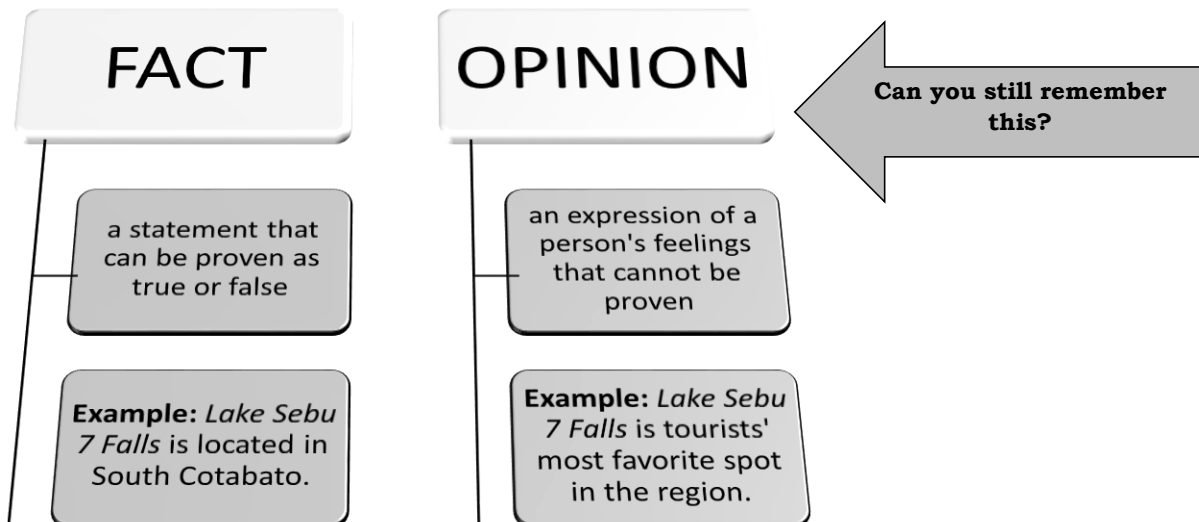 FACT
a statement that
can be proven as
true or false
Example: Lake Sebu
7 Falls is located in
South Cotabato.
OPINION
an expression of a
person's feelings
that cannot be
proven
Example: Lake Sebu
7 Falls is tourists'
most favorite spot
in the region.
Can you still remember
this?